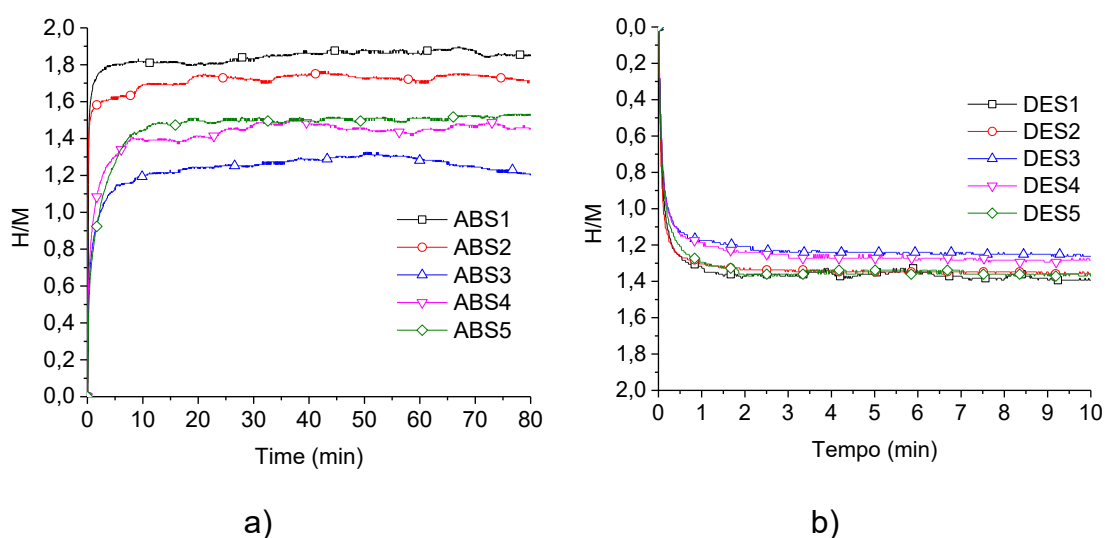 2,0
1,8
1,6
1,4
1,2
1,0
0,8
0,6
0,4
0,2
0,0
H/M
0 10 20 30 40 50 60 70 80
Time (min)
ABS1
ABS2
ABS3
ABS4
ABS5
a)
0,0
0,2
0,4
0,6
0,8
1,0
1,2
1,4
1,6
1,8
2,0
H/M
0 1 2 3 4 5 6 7 8 9 10
Tempo (min)
DES1
DES2
DES3
DES4
DES5
b)